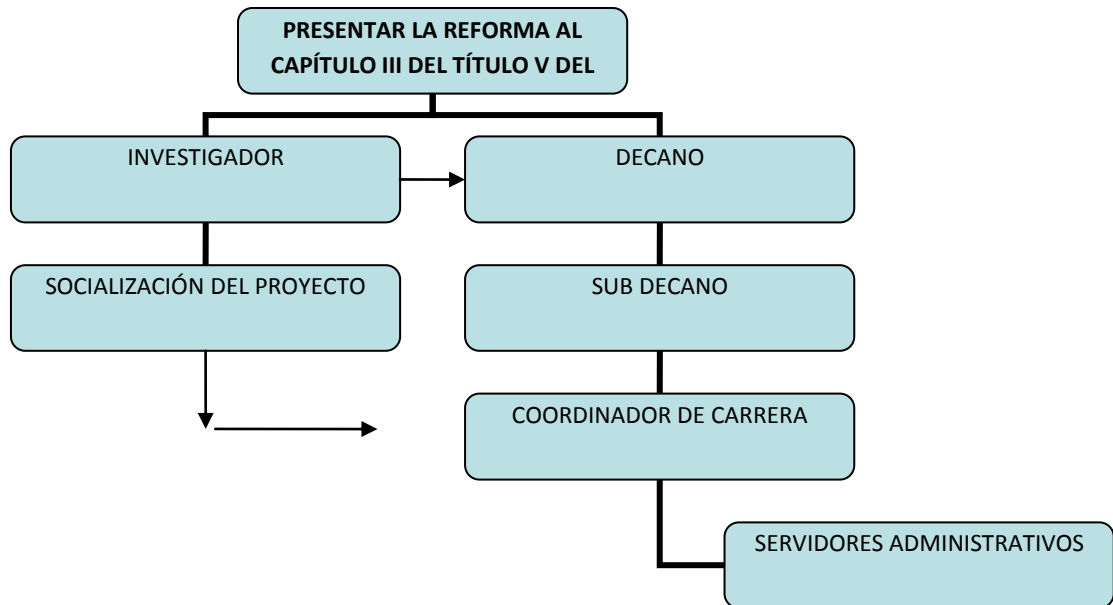 PRESENTAR LA REFORMA AL
CAPÍTULO III DEL TÍTULO V DEL
INVESTIGADOR
DECANO
SOCIALIZACIÓN DEL PROYECTO
SUB DECANO
COORDINADOR DE CARRERA
SERVIDORES ADMINISTRATIVOS